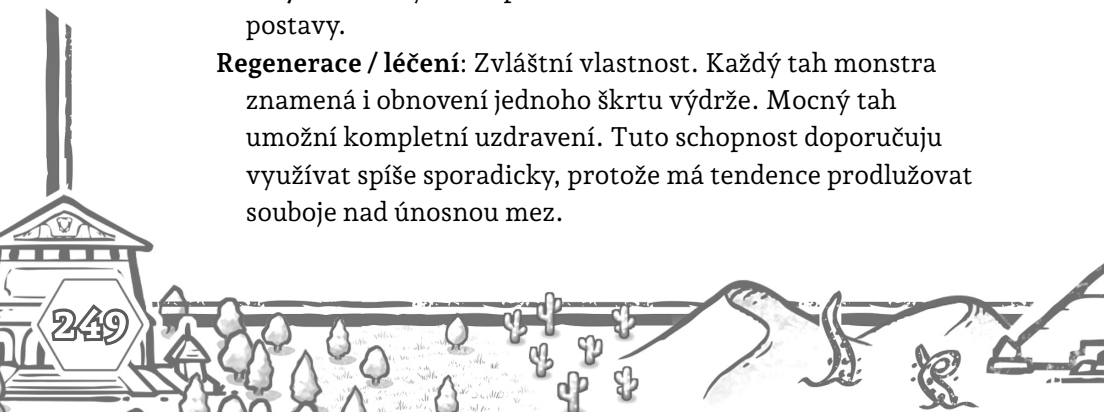 postavy.
Regenerace / léčení: Zvláštní vlastnost. Každý tah monstra
znamená i obnovení jednoho škrtu výdrže. Mocný tah
umožní kompletní uzdravení. Tuto schopnost doporučuju
využívat spíše sporadicky, protože má tendence prodlužovat
souboje nad únosnou mez.
249